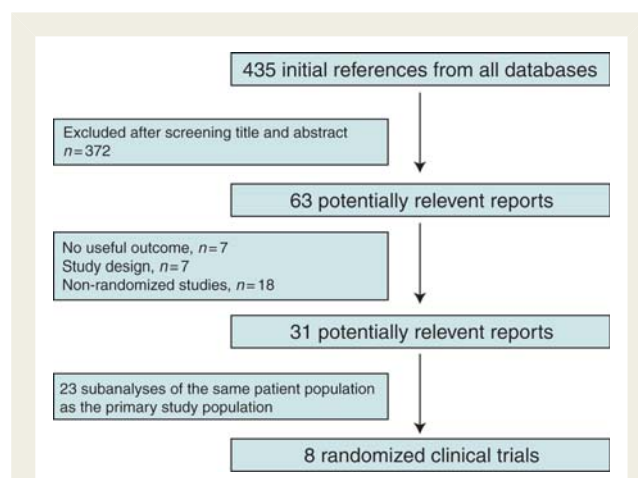 435 initial references from all databases
Excluded after screening title and abstract
n=372
63 potentially relevent reports
No useful outcome, n=7
Study design, n=7
Non-randomized studies, n=18
31 potentially relevent reports
23 subanalyses of the same patient population
as the primary study population
8 randomized clinical trials